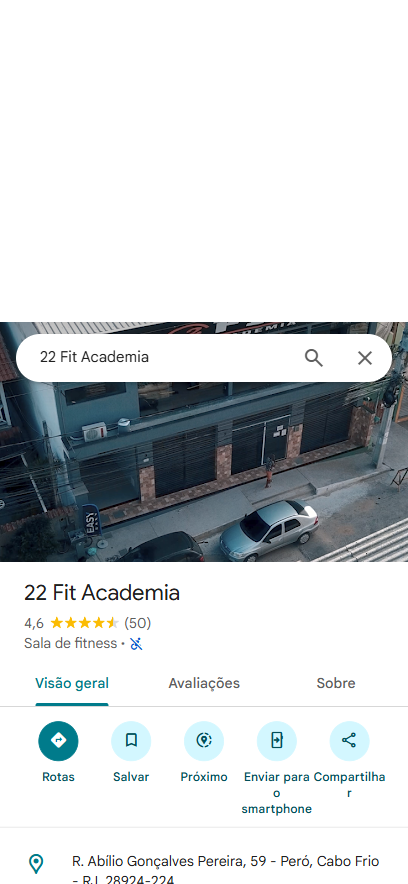 22 Fit Academia
EASY
22 Fit Academia
4,6 (50)
Sala de fitness ·
Visão geral Avaliações Sobre
Rotas Salvar Próximo Enviar para o smartphone Compartilhar
R. Abílio Gonçalves Pereira, 59 - Peró, Cabo Frio
- RJ, 28924-224